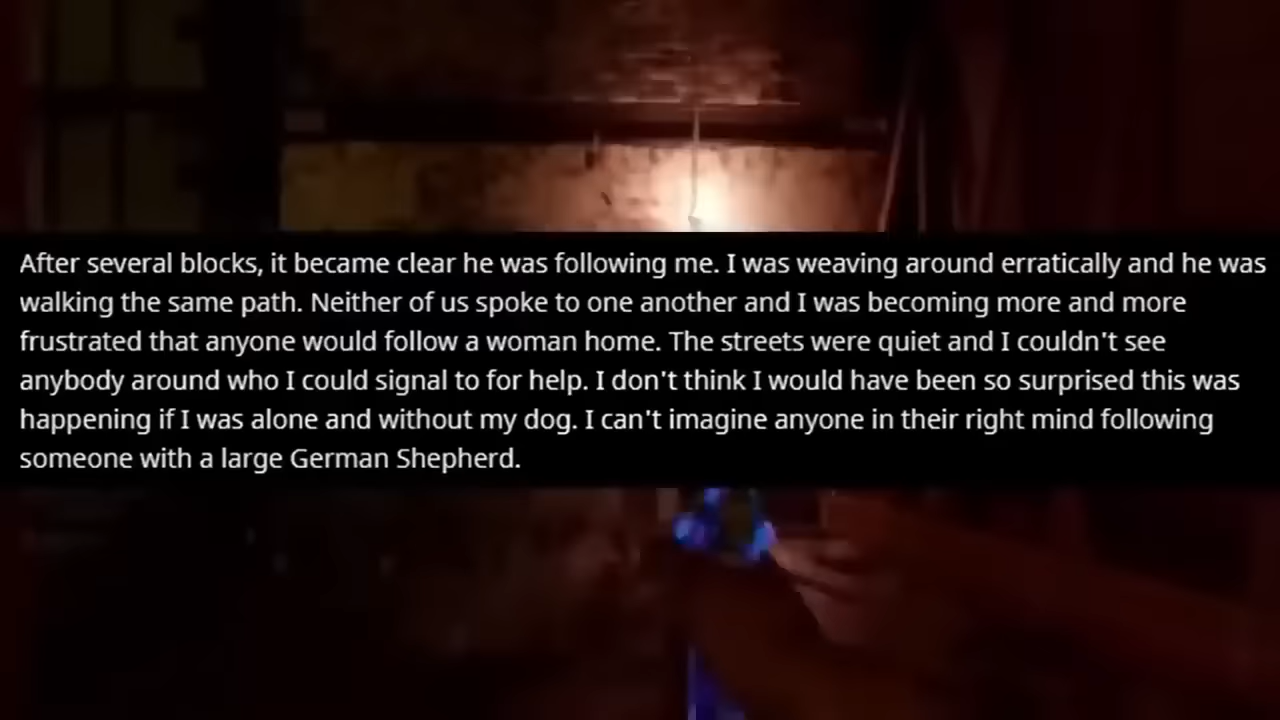 After several blocks, it became clear he was following me. I was weaving around erratically and he was
walking the same path. Neither of us spoke to one another and I was becoming more and more
frustrated that anyone would follow a woman home. The streets were quiet and I couldn't see
anybody around who I could signal to for help. I don't think I would have been so surprised this was
happening if I was alone and without my dog. I can't imagine anyone in their right mind following
someone with a large German Shepherd.